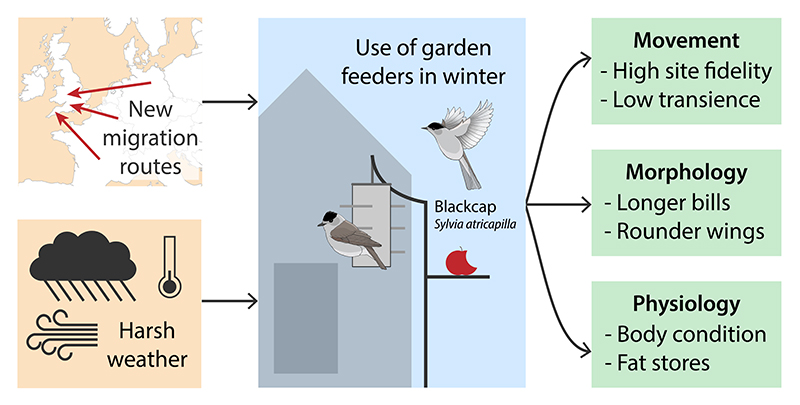 New
migration
routes
Harsh
weather
Use of garden
feeders in winter
Blackcap
Sylvia atricapilla
Movement
- High site fidelity
- Low transience
Morphology
- Longer bills
- Rounder wings
Physiology
- Body condition
- Fat stores